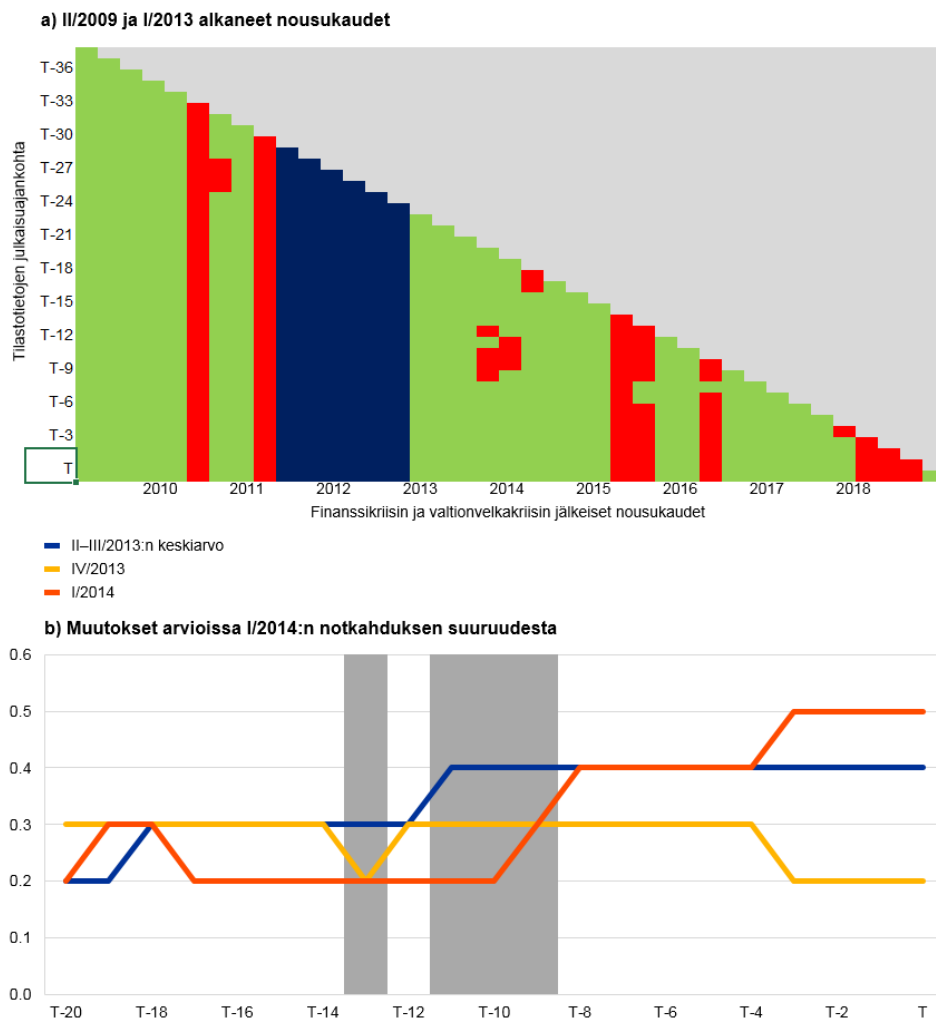 a) II/2009 ja I/2013 alkaneet nousukaudet
Tilastotietojen julkaisuajankohta
T-36
T-33
T-30
T-27
T-24
T-21
T-18
T-15
T-12
T-9
T-6
T-3
T
2010 2011 2012 2013 2014 2015 2016 2017 2018
Finanssikriisin ja valtionvelkakriisin jälkeiset nousukaudet
II–III/2013:n keskiarvo
IV/2013
I/2014
b) Muutokset arvioissa I/2014:n notkahduksen suuruudesta
0.6
0.5
0.4
0.3
0.2
0.1
0.0
T-20 T-18 T-16 T-14 T-12 T-10 T-8 T-6 T-4 T-2 T